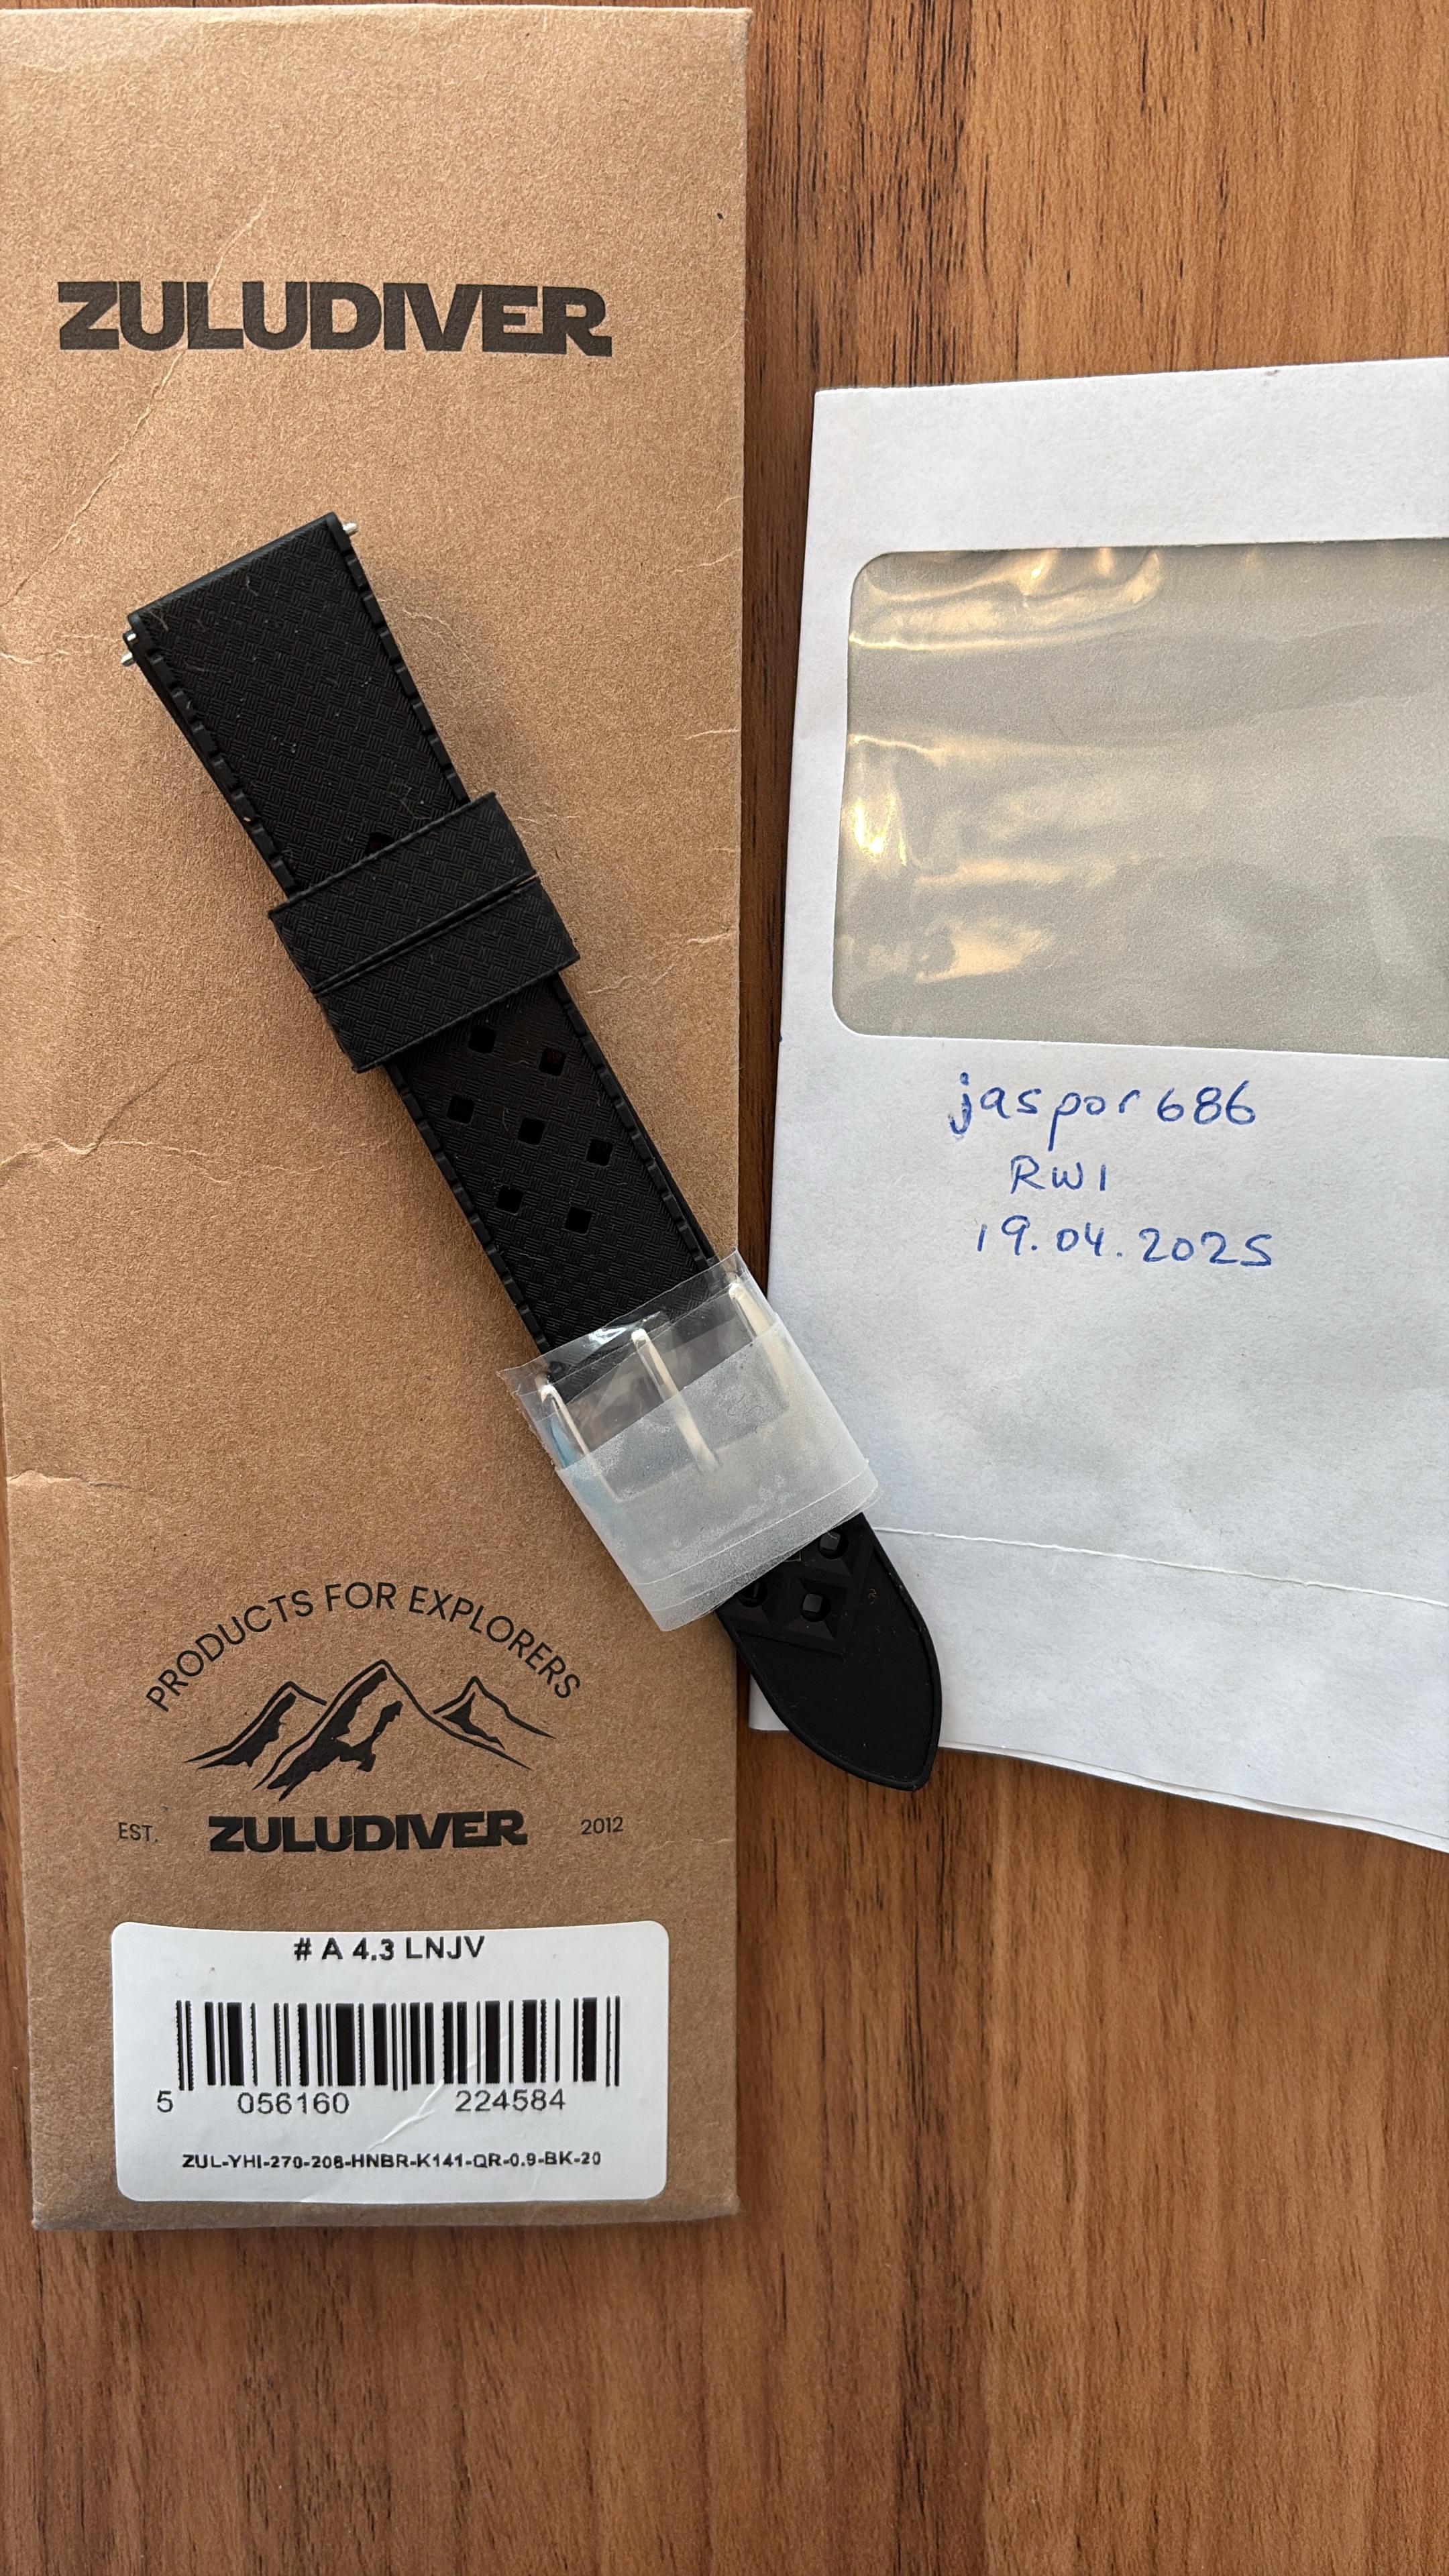 ZULUDIVER
jaspor686
RW1
19.04.2025
PRODUCTS FOR EXPLORERS
EST. ZULUDIVER 2012
# A 4.3 LNJV
5 056160 224584
ZUL-YHI-270-206-HNBR-K141-QR-0.9-BK-20